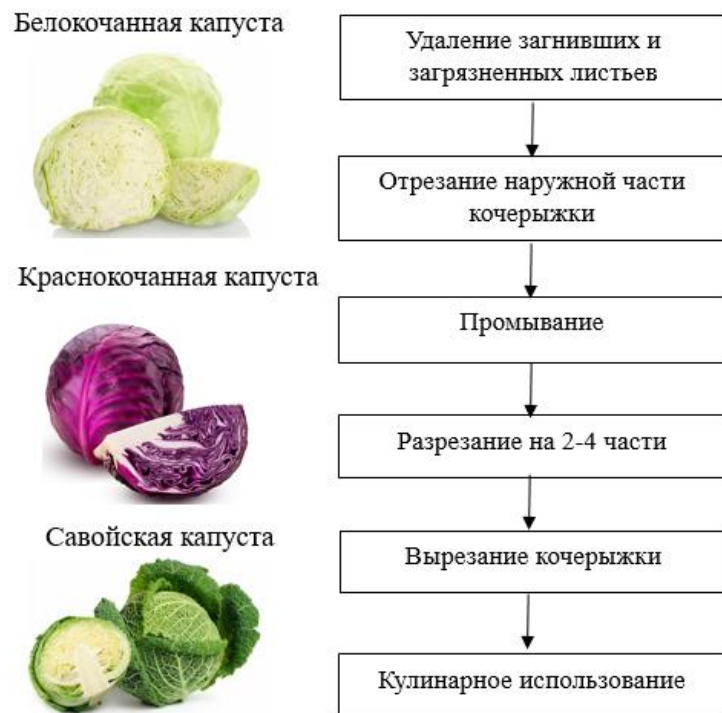 Белокочанная капуста
Краснокочанная капуста
Савойская капуста
Удаление загнивших и
загрязненных листьев
Отрезание наружной части
кочерыжки
Промывание
Разрезание на 2-4 части
Вырезание кочерыжки
Кулинарное использование